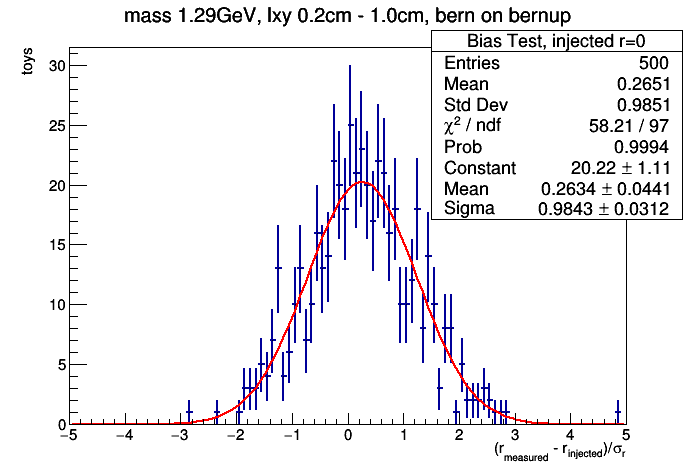 mass 1.29GeV, lxy 0.2cm - 1.0cm, bern on bernup
Bias Test, injected r=0
Entries 500
Mean 0.2651
Std Dev 0.9851
χ² / ndf 58.21 / 97
Prob 0.9994
Constant 20.22 ± 1.11
Mean 0.2634 ± 0.0441
Sigma 0.9843 ± 0.0312
toys
30
25
20
15
10
5
0
−5 −4 −3 −2 −1 0 1 2 3 4 5
(r_measured - r_injected)/σ_r